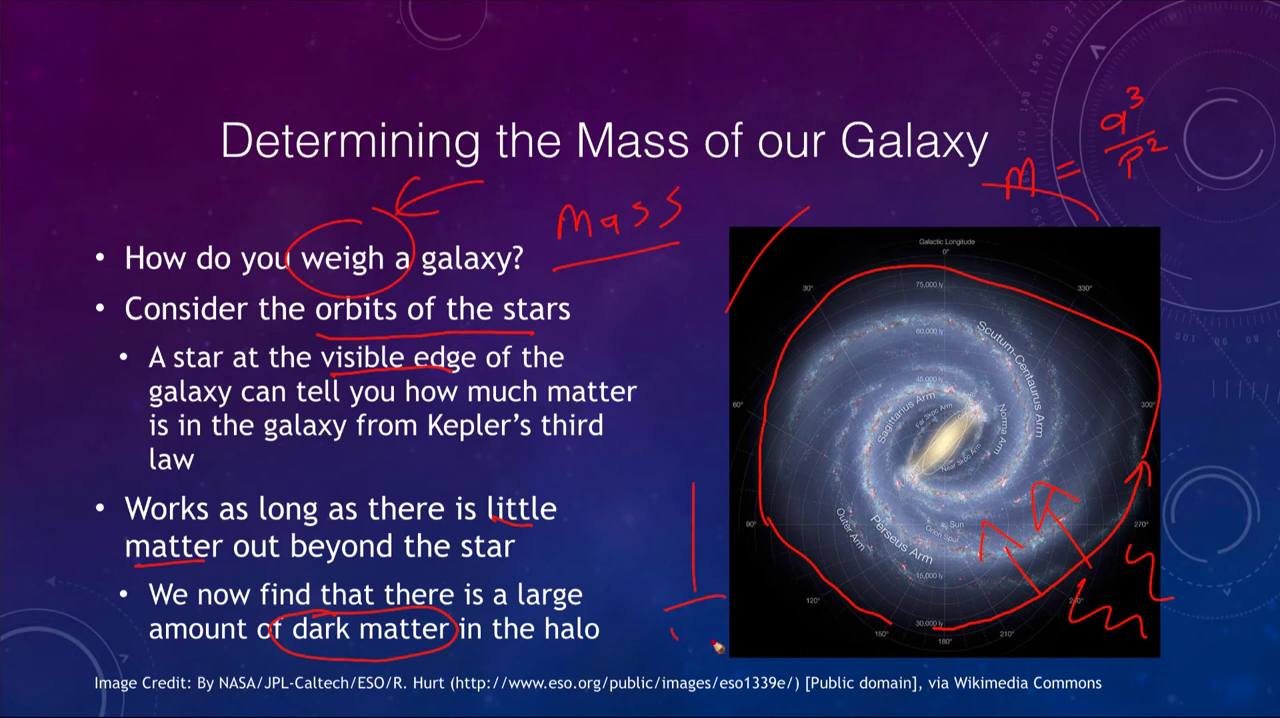 Determining the Mass of our Galaxy
M = a³/P²
Mass
• How do you weigh a galaxy?
• Consider the orbits of the stars
• A star at the visible edge of the
galaxy can tell you how much matter
is in the galaxy from Kepler's third
law
• Works as long as there is little
matter out beyond the star
• We now find that there is a large
amount of dark matter in the halo
Galactic Longitude
0°
30°
330°
75,000 ly
60,000 ly
Scutum-Centaurus Arm
45,000 ly
60°
300°
Sagittarius Arm
Norma Arm
Near 3kpc Arm
90°
Sun
270°
Orion Spur
Outer Arm
Perseus Arm
15,000 ly
120°
240°
30,000 ly
150°
210°
180°
Image Credit: By NASA/JPL-Caltech/ESO/R. Hurt (http://www.eso.org/public/images/eso1339e/) [Public domain], via Wikimedia Commons